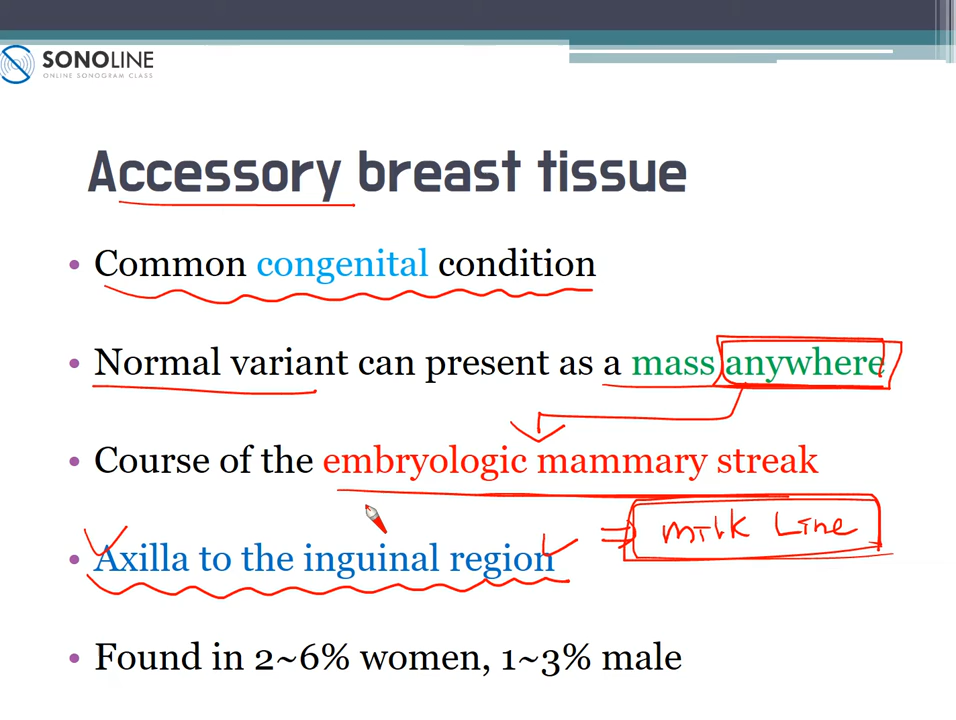 SONOLINE
ONLINE SONOGRAM CLASS
Accessory breast tissue
• Common congenital condition
• Normal variant can present as a mass anywhere
• Course of the embryologic mammary streak
⇒ milk Line
• Axilla to the inguinal region
• Found in 2~6% women, 1~3% male